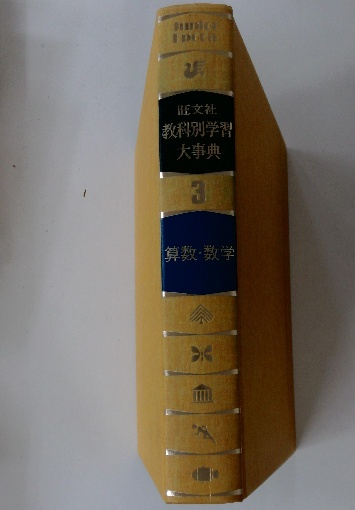 旺文社
教科別学習
大事典
3
算数・数学